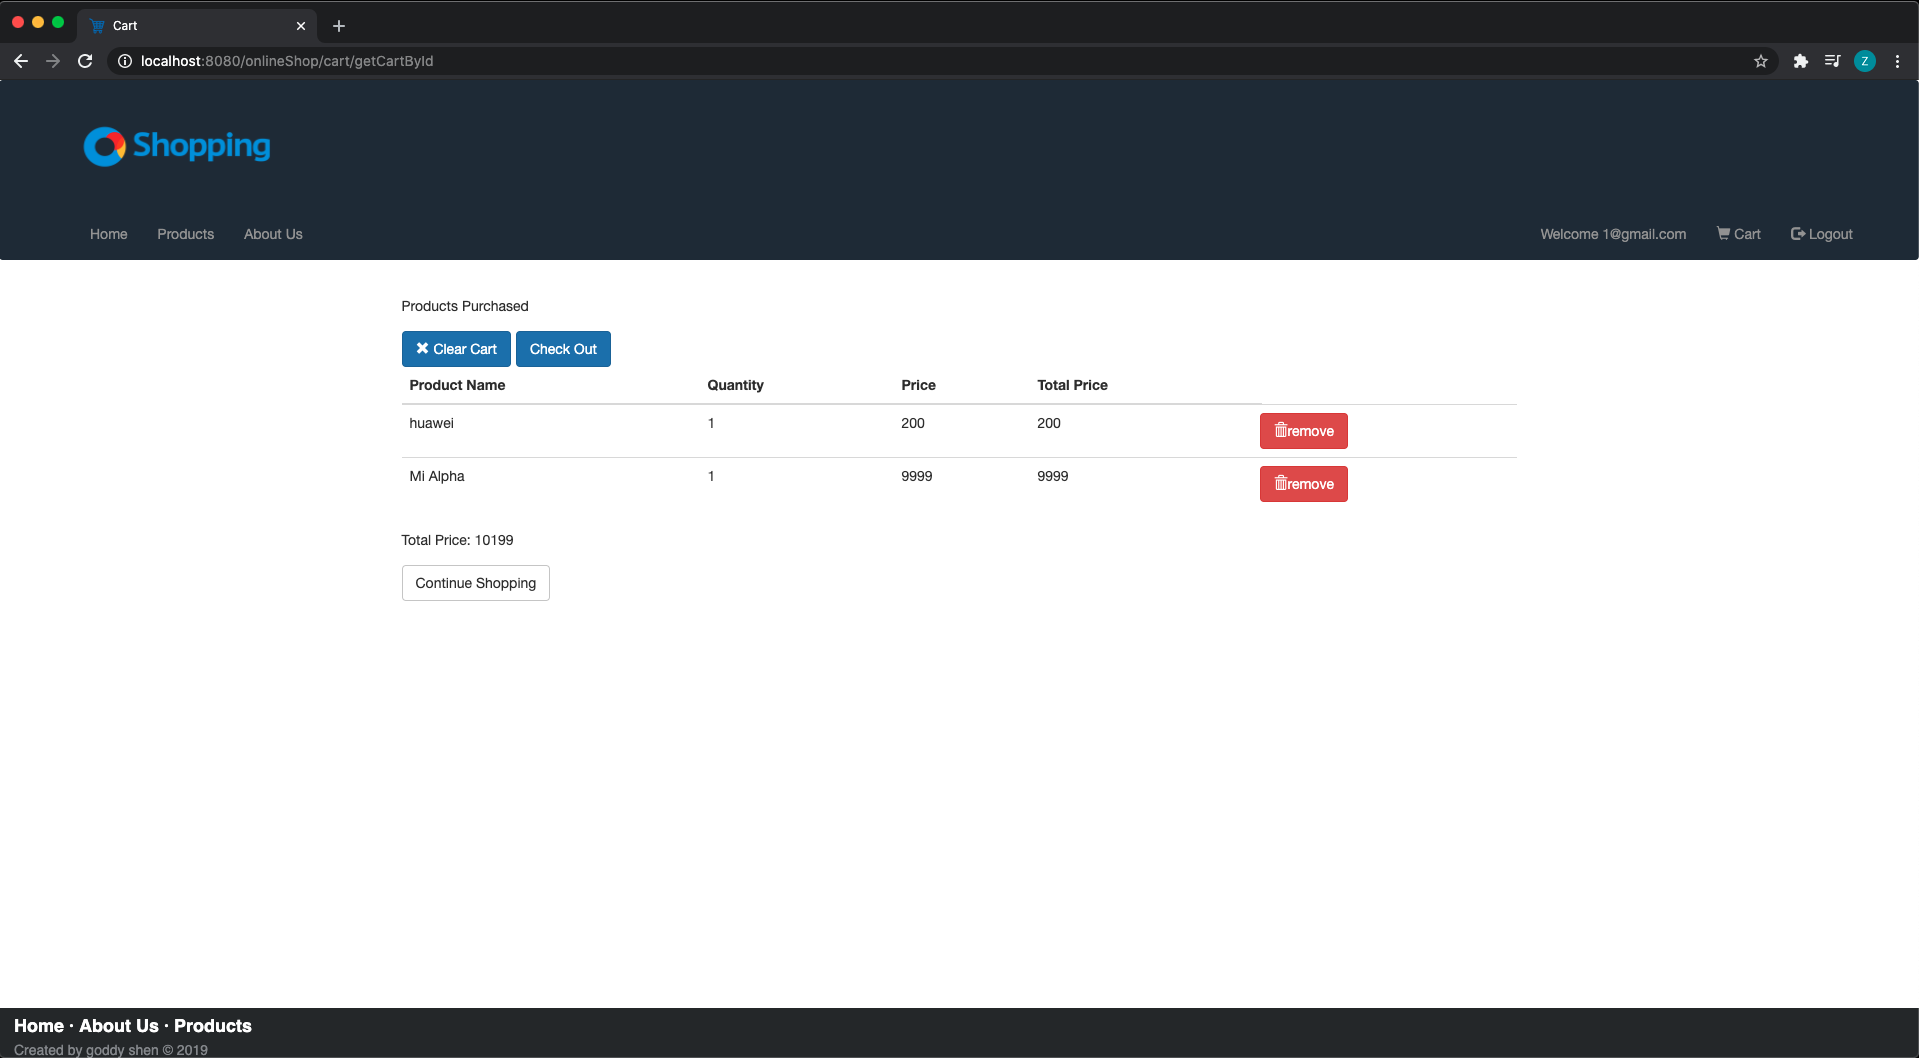 Cart
localhost:8080/onlineShop/cart/getCartById
Z
Shopping
Home Products About Us Welcome 1@gmail.com Cart Logout
Products Purchased
Clear Cart Check Out
Product Name Quantity Price Total Price
huawei 1 200 200 remove
Mi Alpha 1 9999 9999 remove
Total Price: 10199
Continue Shopping
Home · About Us · Products
Created by goddy shen © 2019